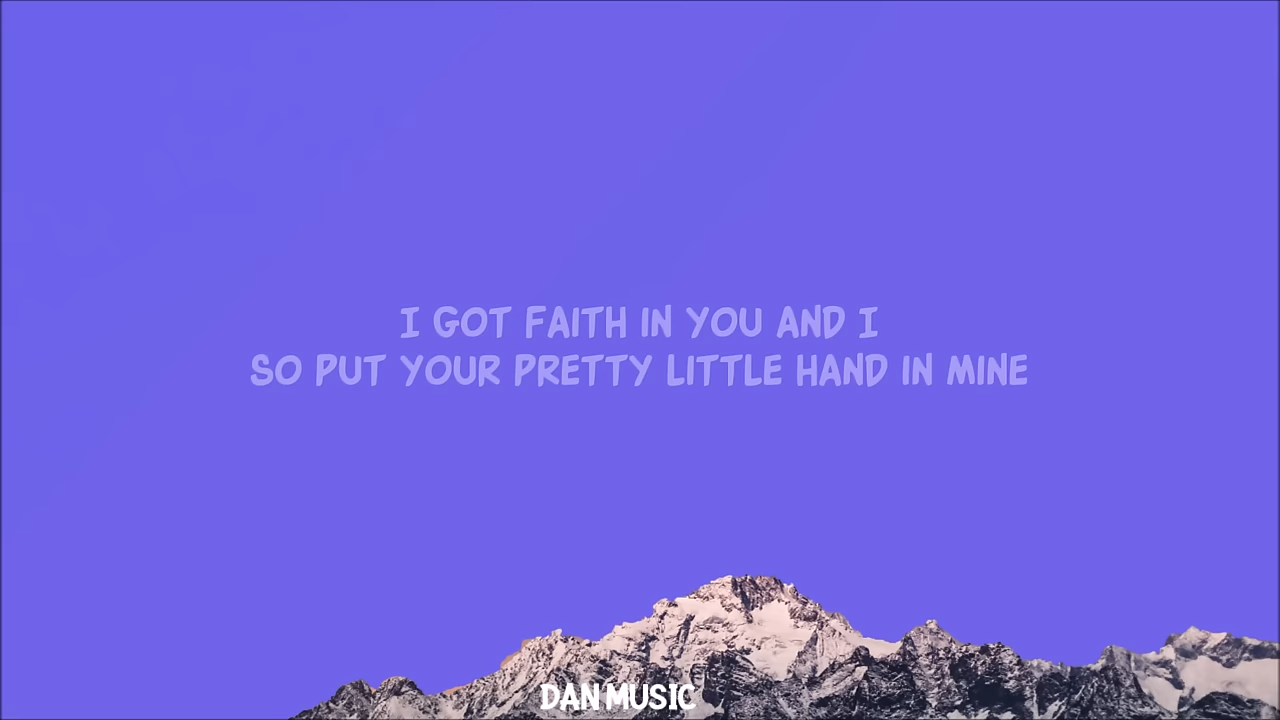 I GOT FAITH IN YOU AND I
SO PUT YOUR PRETTY LITTLE HAND IN MINE
DAN MUSIC